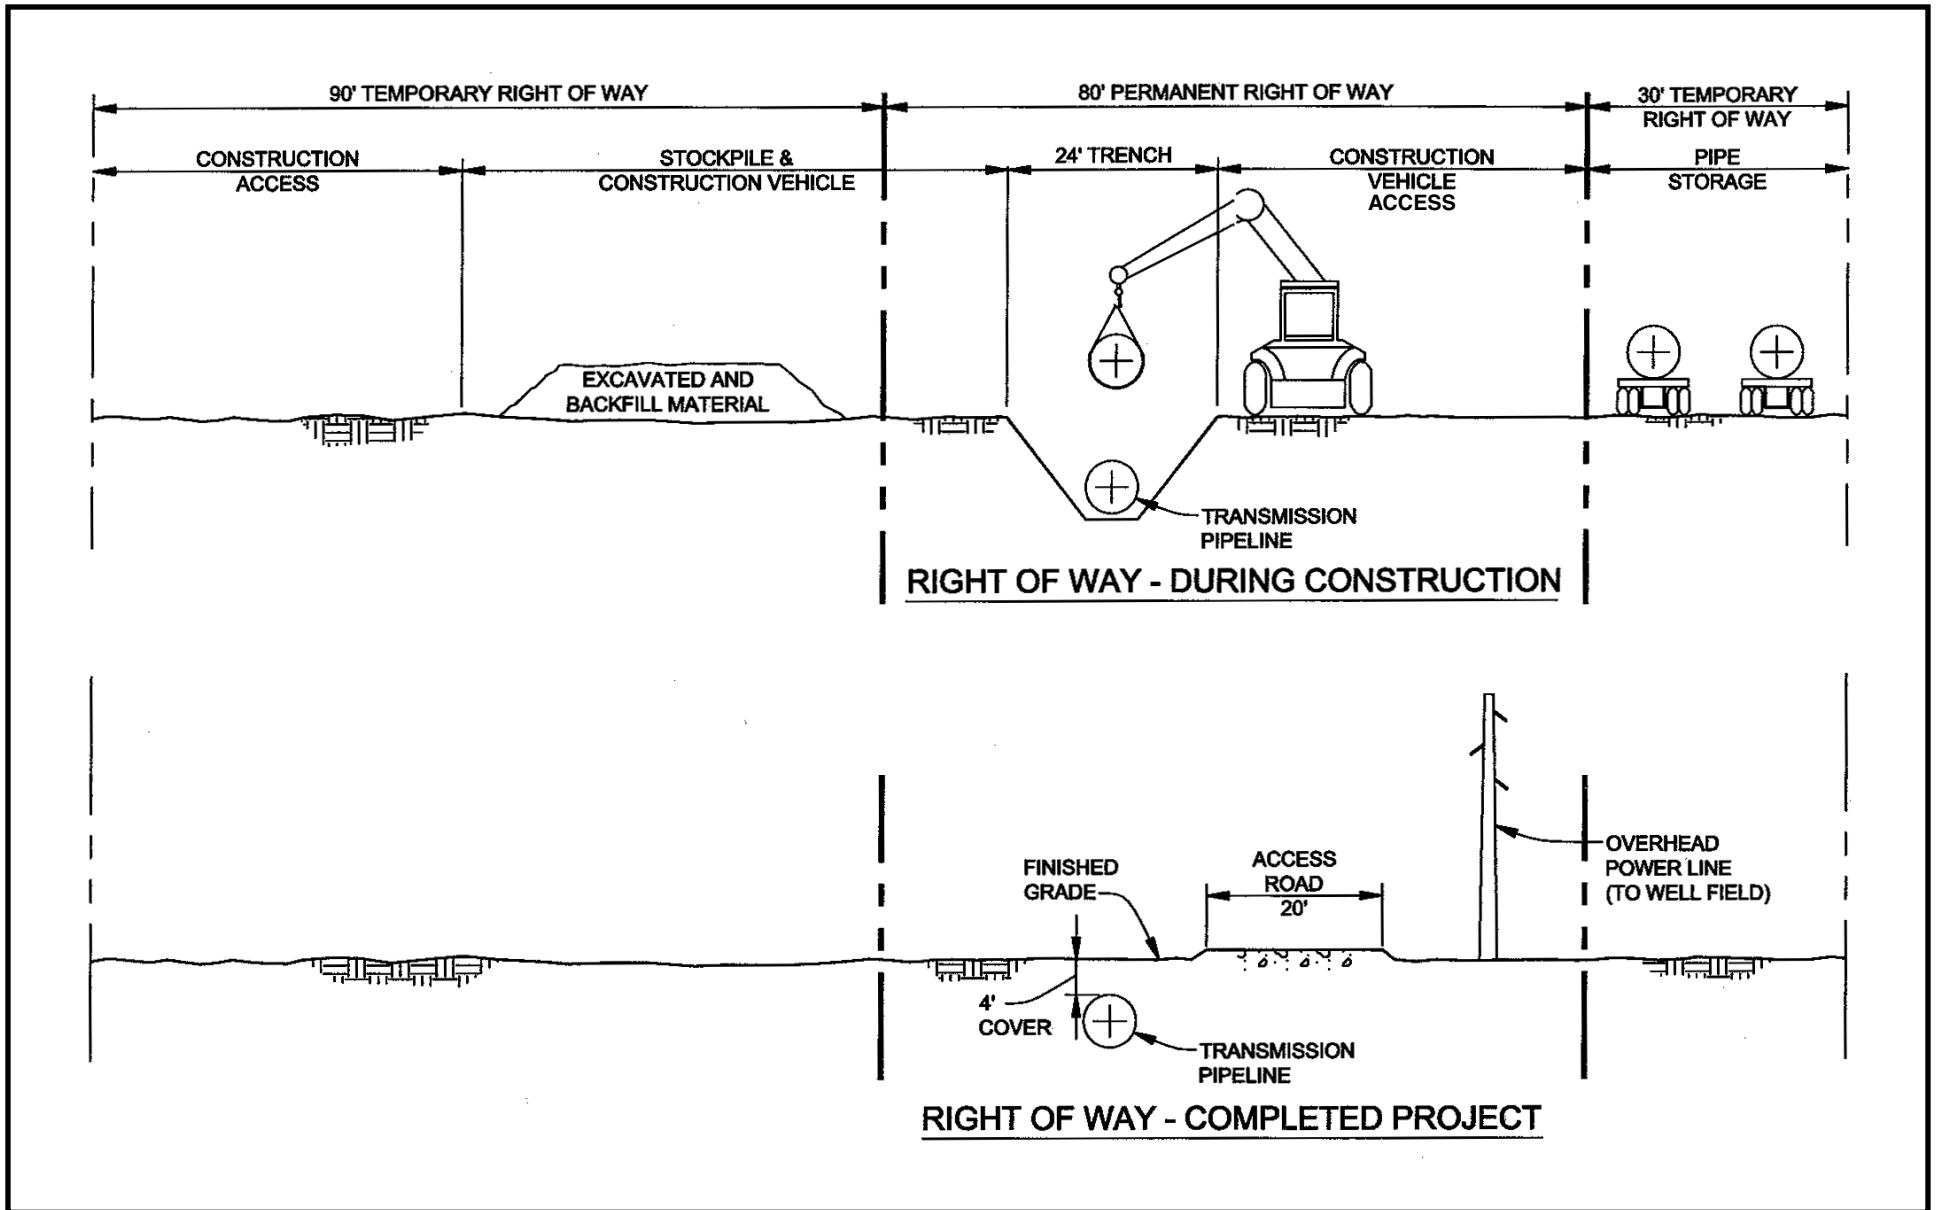 90' TEMPORARY RIGHT OF WAY
80' PERMANENT RIGHT OF WAY
30' TEMPORARY
RIGHT OF WAY
CONSTRUCTION
ACCESS
STOCKPILE &
CONSTRUCTION VEHICLE
24' TRENCH
CONSTRUCTION
VEHICLE
ACCESS
PIPE
STORAGE
EXCAVATED AND
BACKFILL MATERIAL
TRANSMISSION
PIPELINE
RIGHT OF WAY - DURING CONSTRUCTION
FINISHED
GRADE
ACCESS
ROAD
20'
OVERHEAD
POWER LINE
(TO WELL FIELD)
4'
COVER
TRANSMISSION
PIPELINE
RIGHT OF WAY - COMPLETED PROJECT